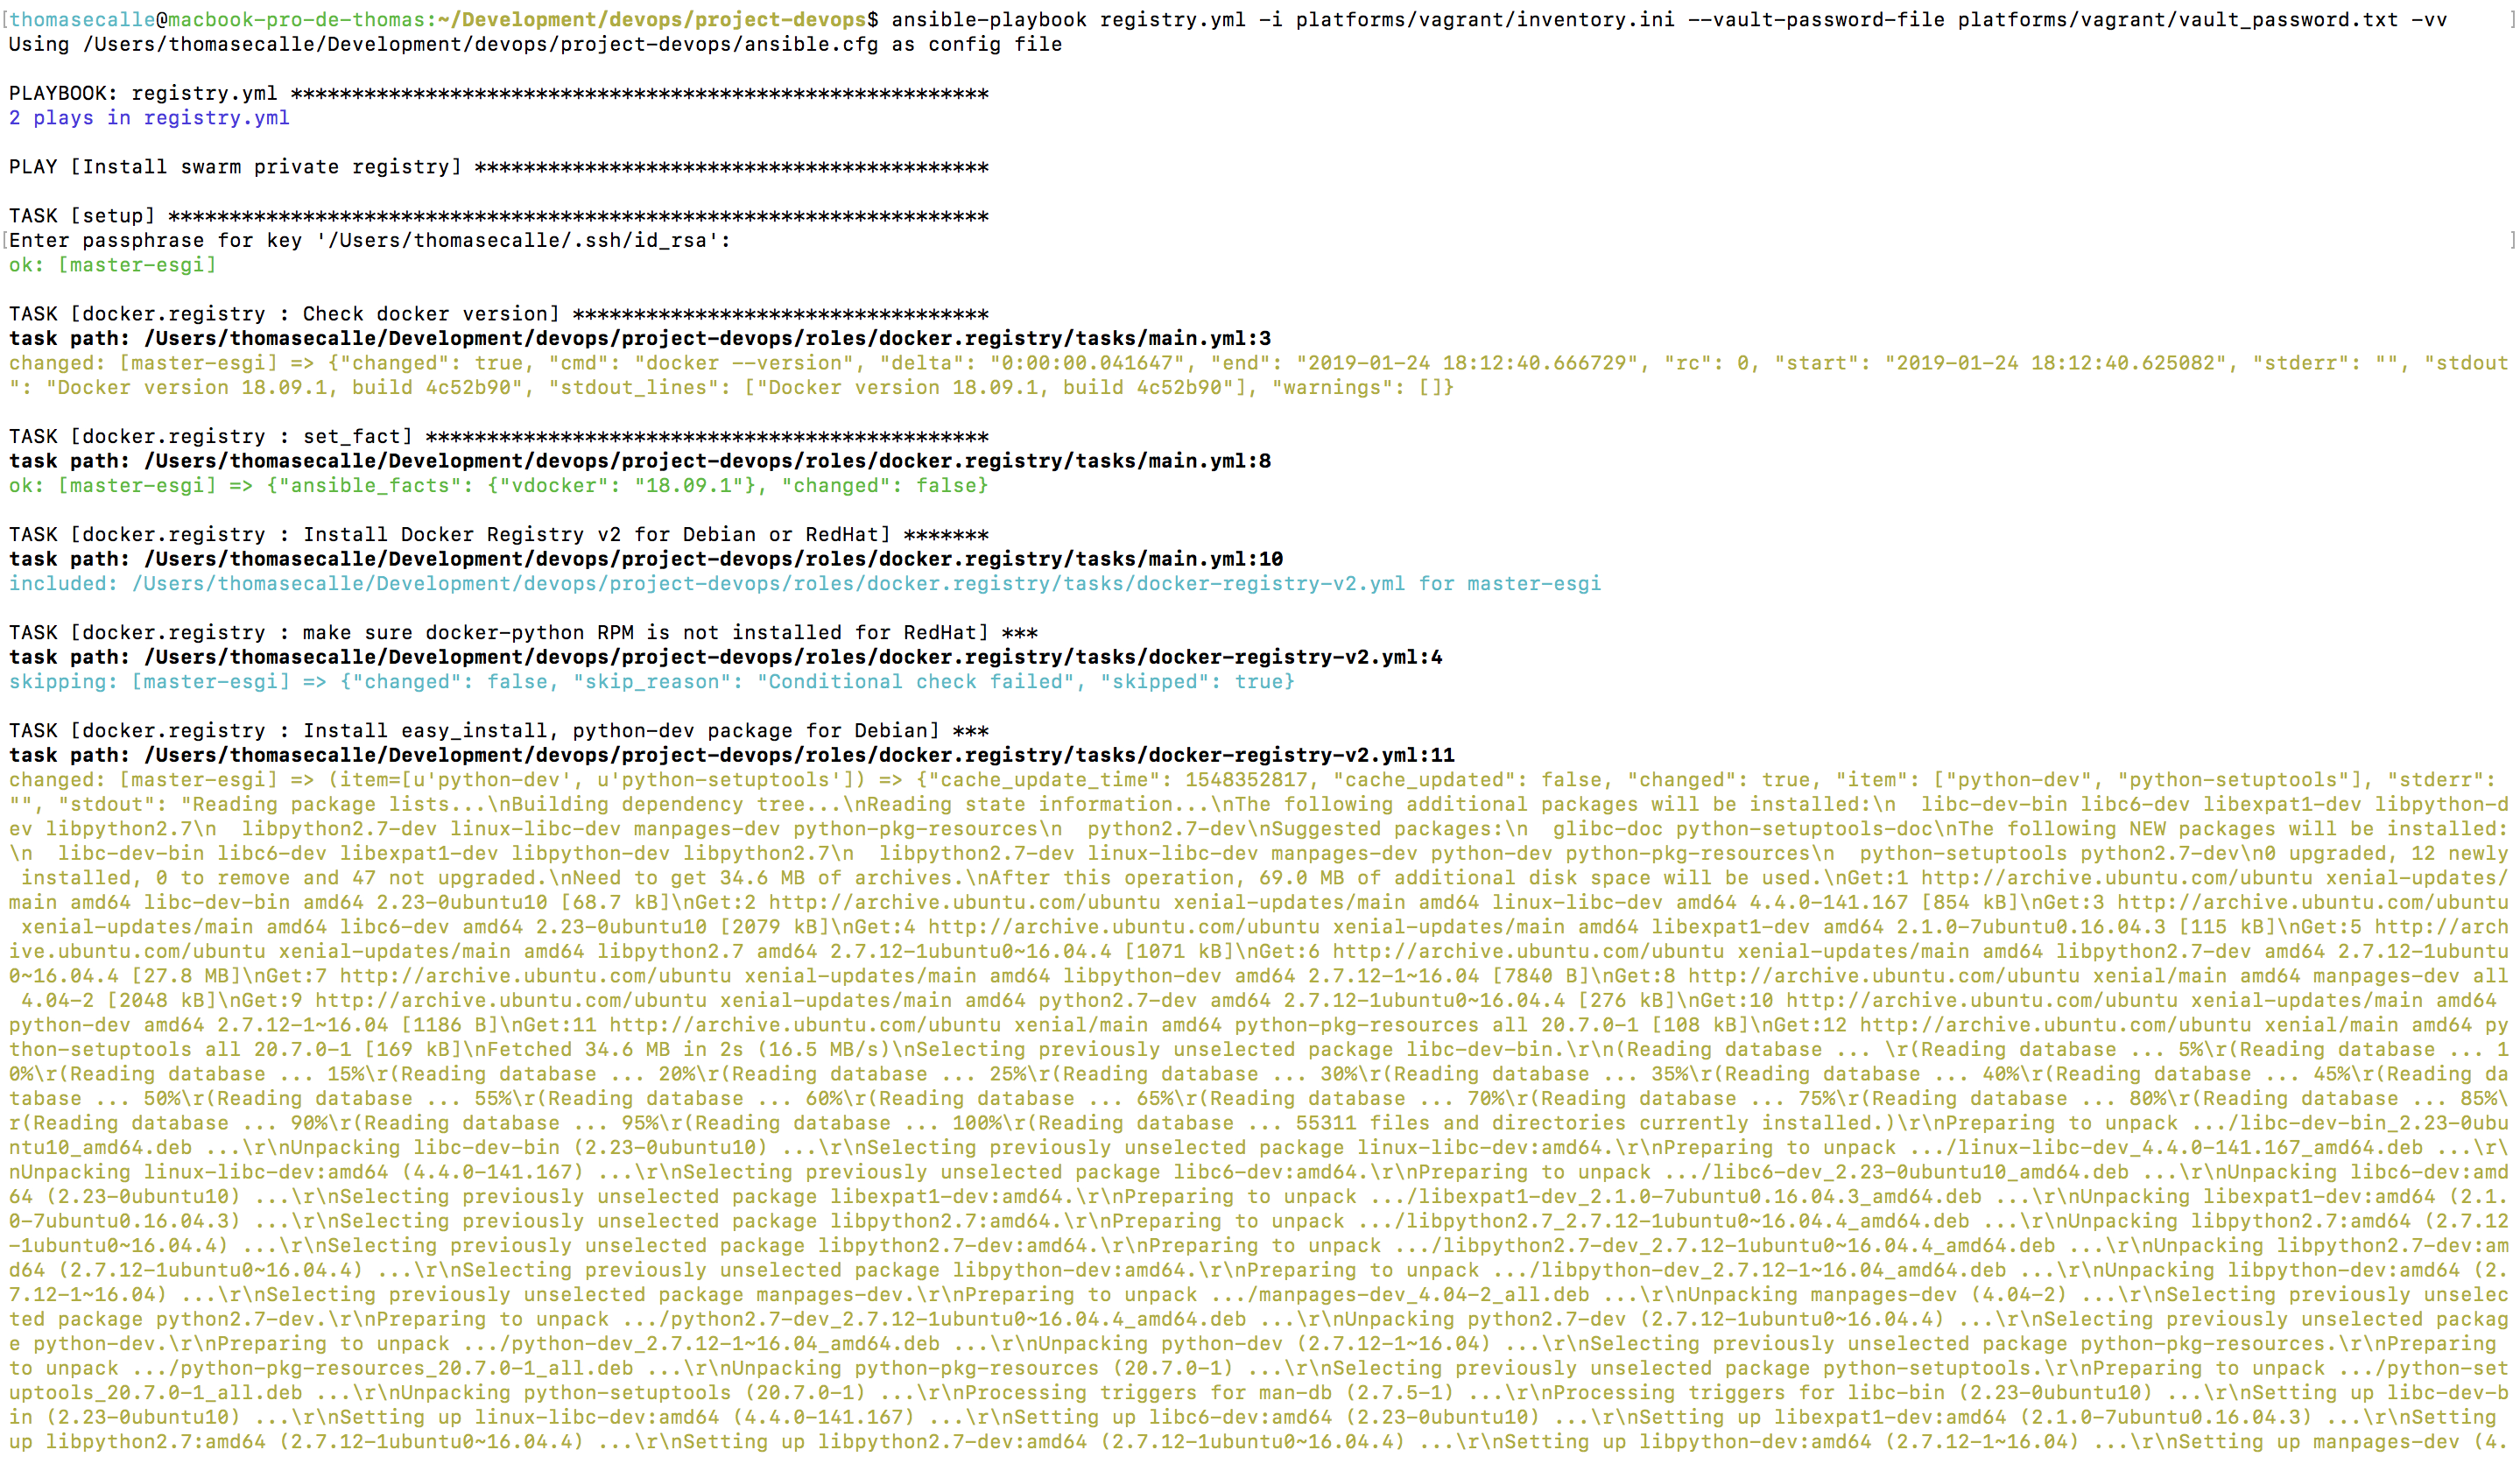 [thomasecalle@macbook-pro-de-thomas:~/Development/devops/project-devops$ ansible-playbook registry.yml -i platforms/vagrant/inventory.ini --vault-password-file platforms/vagrant/vault_password.txt -vv ]
Using /Users/thomasecalle/Development/devops/project-devops/ansible.cfg as config file
PLAYBOOK: registry.yml *********************************************************
2 plays in registry.yml
PLAY [Install swarm private registry] ******************************************
TASK [setup] *******************************************************************
[Enter passphrase for key '/Users/thomasecalle/.ssh/id_rsa': ]
ok: [master-esgi]
TASK [docker.registry : Check docker version] **********************************
task path: /Users/thomasecalle/Development/devops/project-devops/roles/docker.registry/tasks/main.yml:3
changed: [master-esgi] => {"changed": true, "cmd": "docker --version", "delta": "0:00:00.041647", "end": "2019-01-24 18:12:40.666729", "rc": 0, "start": "2019-01-24 18:12:40.625082", "stderr": "", "stdout
": "Docker version 18.09.1, build 4c52b90", "stdout_lines": ["Docker version 18.09.1, build 4c52b90"], "warnings": []}
TASK [docker.registry : set_fact] **********************************************
task path: /Users/thomasecalle/Development/devops/project-devops/roles/docker.registry/tasks/main.yml:8
ok: [master-esgi] => {"ansible_facts": {"vdocker": "18.09.1"}, "changed": false}
TASK [docker.registry : Install Docker Registry v2 for Debian or RedHat] *******
task path: /Users/thomasecalle/Development/devops/project-devops/roles/docker.registry/tasks/main.yml:10
included: /Users/thomasecalle/Development/devops/project-devops/roles/docker.registry/tasks/docker-registry-v2.yml for master-esgi
TASK [docker.registry : make sure docker-python RPM is not installed for RedHat] ***
task path: /Users/thomasecalle/Development/devops/project-devops/roles/docker.registry/tasks/docker-registry-v2.yml:4
skipping: [master-esgi] => {"changed": false, "skip_reason": "Conditional check failed", "skipped": true}
TASK [docker.registry : Install easy_install, python-dev package for Debian] ***
task path: /Users/thomasecalle/Development/devops/project-devops/roles/docker.registry/tasks/docker-registry-v2.yml:11
changed: [master-esgi] => (item=[u'python-dev', u'python-setuptools']) => {"cache_update_time": 1548352817, "cache_updated": false, "changed": true, "item": ["python-dev", "python-setuptools"], "stderr":
"", "stdout": "Reading package lists...\nBuilding dependency tree...\nReading state information...\nThe following additional packages will be installed:\n  libc-dev-bin libc6-dev libexpat1-dev libpython-d
ev libpython2.7\n  libpython2.7-dev linux-libc-dev manpages-dev python-pkg-resources\n  python2.7-dev\nSuggested packages:\n  glibc-doc python-setuptools-doc\nThe following NEW packages will be installed:
\n  libc-dev-bin libc6-dev libexpat1-dev libpython-dev libpython2.7\n  libpython2.7-dev linux-libc-dev manpages-dev python-dev python-pkg-resources\n  python-setuptools python2.7-dev\n0 upgraded, 12 newly
 installed, 0 to remove and 47 not upgraded.\nNeed to get 34.6 MB of archives.\nAfter this operation, 69.0 MB of additional disk space will be used.\nGet:1 http://archive.ubuntu.com/ubuntu xenial-updates/
main amd64 libc-dev-bin amd64 2.23-0ubuntu10 [68.7 kB]\nGet:2 http://archive.ubuntu.com/ubuntu xenial-updates/main amd64 linux-libc-dev amd64 4.4.0-141.167 [854 kB]\nGet:3 http://archive.ubuntu.com/ubuntu
 xenial-updates/main amd64 libc6-dev amd64 2.23-0ubuntu10 [2079 kB]\nGet:4 http://archive.ubuntu.com/ubuntu xenial-updates/main amd64 libexpat1-dev amd64 2.1.0-7ubuntu0.16.04.3 [115 kB]\nGet:5 http://arch
ive.ubuntu.com/ubuntu xenial-updates/main amd64 libpython2.7 amd64 2.7.12-1ubuntu0~16.04.4 [1071 kB]\nGet:6 http://archive.ubuntu.com/ubuntu xenial-updates/main amd64 libpython2.7-dev amd64 2.7.12-1ubuntu
0~16.04.4 [27.8 MB]\nGet:7 http://archive.ubuntu.com/ubuntu xenial-updates/main amd64 libpython-dev amd64 2.7.12-1~16.04 [7840 B]\nGet:8 http://archive.ubuntu.com/ubuntu xenial/main amd64 manpages-dev all
 4.04-2 [2048 kB]\nGet:9 http://archive.ubuntu.com/ubuntu xenial-updates/main amd64 python2.7-dev amd64 2.7.12-1ubuntu0~16.04.4 [276 kB]\nGet:10 http://archive.ubuntu.com/ubuntu xenial-updates/main amd64
python-dev amd64 2.7.12-1~16.04 [1186 B]\nGet:11 http://archive.ubuntu.com/ubuntu xenial/main amd64 python-pkg-resources all 20.7.0-1 [108 kB]\nGet:12 http://archive.ubuntu.com/ubuntu xenial/main amd64 py
thon-setuptools all 20.7.0-1 [169 kB]\nFetched 34.6 MB in 2s (16.5 MB/s)\nSelecting previously unselected package libc-dev-bin.\r\n(Reading database ... \r(Reading database ... 5%\r(Reading database ... 1
0%\r(Reading database ... 15%\r(Reading database ... 20%\r(Reading database ... 25%\r(Reading database ... 30%\r(Reading database ... 35%\r(Reading database ... 40%\r(Reading database ... 45%\r(Reading da
tabase ... 50%\r(Reading database ... 55%\r(Reading database ... 60%\r(Reading database ... 65%\r(Reading database ... 70%\r(Reading database ... 75%\r(Reading database ... 80%\r(Reading database ... 85%\
r(Reading database ... 90%\r(Reading database ... 95%\r(Reading database ... 100%\r(Reading database ... 55311 files and directories currently installed.)\r\nPreparing to unpack .../libc-dev-bin_2.23-0ubu
ntu10_amd64.deb ...\r\nUnpacking libc-dev-bin (2.23-0ubuntu10) ...\r\nSelecting previously unselected package linux-libc-dev:amd64.\r\nPreparing to unpack .../linux-libc-dev_4.4.0-141.167_amd64.deb ...\r\
nUnpacking linux-libc-dev:amd64 (4.4.0-141.167) ...\r\nSelecting previously unselected package libc6-dev:amd64.\r\nPreparing to unpack .../libc6-dev_2.23-0ubuntu10_amd64.deb ...\r\nUnpacking libc6-dev:amd
64 (2.23-0ubuntu10) ...\r\nSelecting previously unselected package libexpat1-dev:amd64.\r\nPreparing to unpack .../libexpat1-dev_2.1.0-7ubuntu0.16.04.3_amd64.deb ...\r\nUnpacking libexpat1-dev:amd64 (2.1.
0-7ubuntu0.16.04.3) ...\r\nSelecting previously unselected package libpython2.7:amd64.\r\nPreparing to unpack .../libpython2.7_2.7.12-1ubuntu0~16.04.4_amd64.deb ...\r\nUnpacking libpython2.7:amd64 (2.7.12
-1ubuntu0~16.04.4) ...\r\nSelecting previously unselected package libpython2.7-dev:amd64.\r\nPreparing to unpack .../libpython2.7-dev_2.7.12-1ubuntu0~16.04.4_amd64.deb ...\r\nUnpacking libpython2.7-dev:am
d64 (2.7.12-1ubuntu0~16.04.4) ...\r\nSelecting previously unselected package libpython-dev:amd64.\r\nPreparing to unpack .../libpython-dev_2.7.12-1~16.04_amd64.deb ...\r\nUnpacking libpython-dev:amd64 (2.
7.12-1~16.04) ...\r\nSelecting previously unselected package manpages-dev.\r\nPreparing to unpack .../manpages-dev_4.04-2_all.deb ...\r\nUnpacking manpages-dev (4.04-2) ...\r\nSelecting previously unselec
ted package python2.7-dev.\r\nPreparing to unpack .../python2.7-dev_2.7.12-1ubuntu0~16.04.4_amd64.deb ...\r\nUnpacking python2.7-dev (2.7.12-1ubuntu0~16.04.4) ...\r\nSelecting previously unselected packag
e python-dev.\r\nPreparing to unpack .../python-dev_2.7.12-1~16.04_amd64.deb ...\r\nUnpacking python-dev (2.7.12-1~16.04) ...\r\nSelecting previously unselected package python-pkg-resources.\r\nPreparing
to unpack .../python-pkg-resources_20.7.0-1_all.deb ...\r\nUnpacking python-pkg-resources (20.7.0-1) ...\r\nSelecting previously unselected package python-setuptools.\r\nPreparing to unpack .../python-set
uptools_20.7.0-1_all.deb ...\r\nUnpacking python-setuptools (20.7.0-1) ...\r\nProcessing triggers for man-db (2.7.5-1) ...\r\nProcessing triggers for libc-bin (2.23-0ubuntu10) ...\r\nSetting up libc-dev-b
in (2.23-0ubuntu10) ...\r\nSetting up linux-libc-dev:amd64 (4.4.0-141.167) ...\r\nSetting up libc6-dev:amd64 (2.23-0ubuntu10) ...\r\nSetting up libexpat1-dev:amd64 (2.1.0-7ubuntu0.16.04.3) ...\r\nSetting
up libpython2.7:amd64 (2.7.12-1ubuntu0~16.04.4) ...\r\nSetting up libpython2.7-dev:amd64 (2.7.12-1ubuntu0~16.04.4) ...\r\nSetting up libpython-dev:amd64 (2.7.12-1~16.04) ...\r\nSetting up manpages-dev (4.